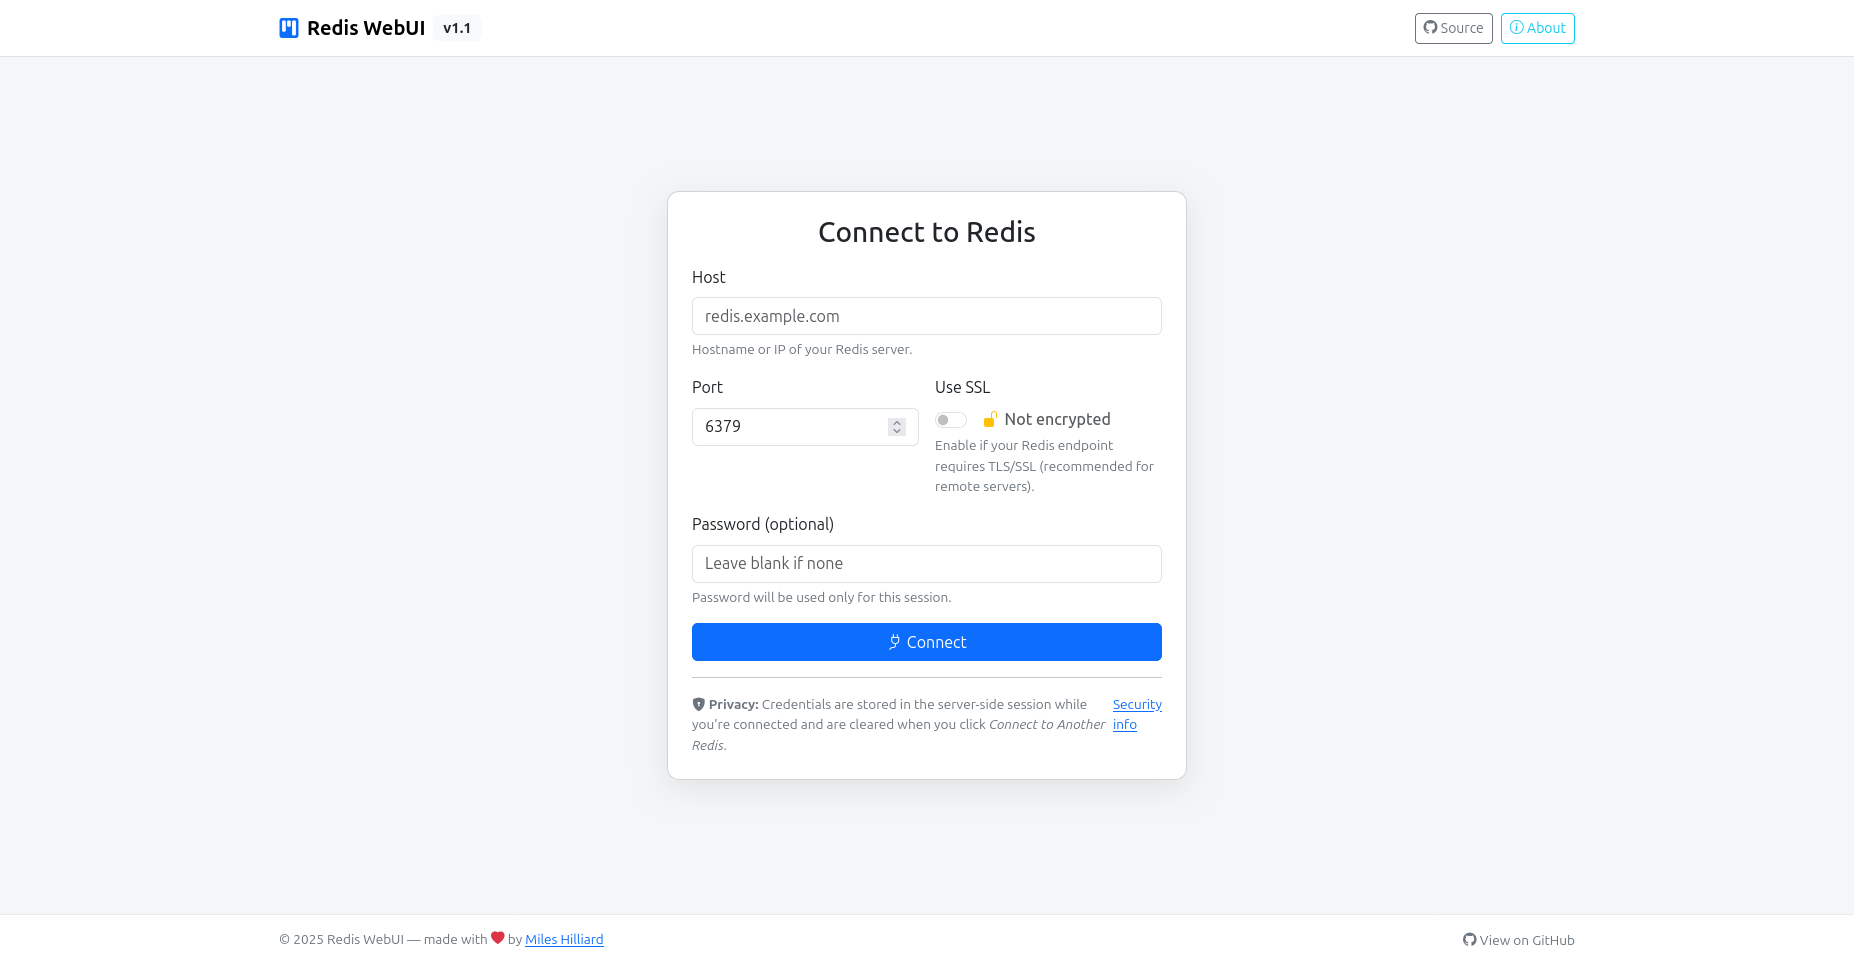 Redis WebUI v1.1
Source
About
Connect to Redis
Host
redis.example.com
Hostname or IP of your Redis server.
Port
6379
Use SSL
Not encrypted
Enable if your Redis endpoint
requires TLS/SSL (recommended for
remote servers).
Password (optional)
Leave blank if none
Password will be used only for this session.
Connect
Privacy: Credentials are stored in the server-side session while
you're connected and are cleared when you click Connect to Another
Redis.
Security
info
© 2025 Redis WebUI — made with ❤ by Miles Hilliard
View on GitHub